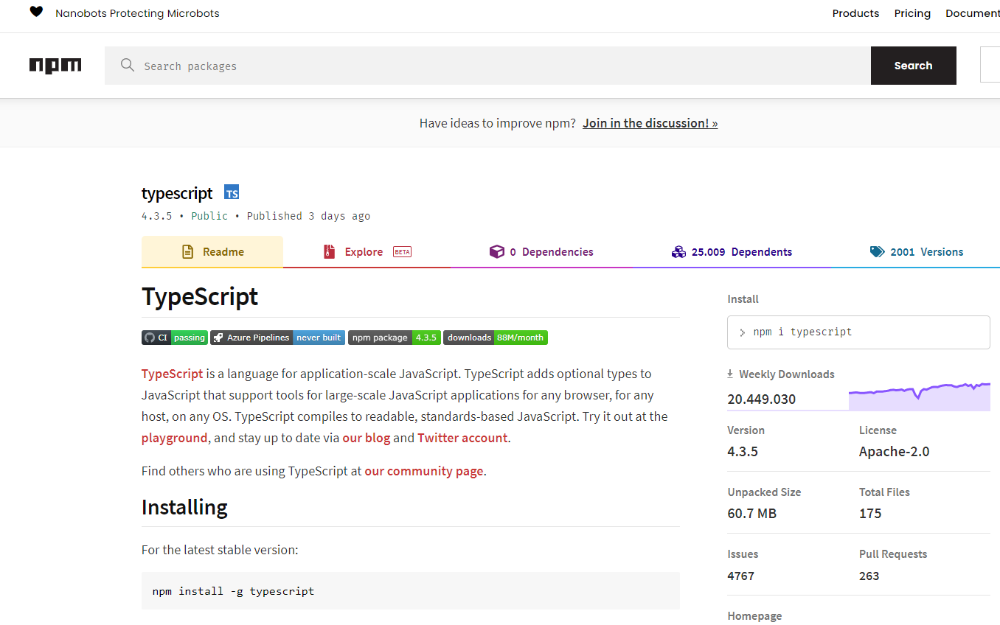 Nanobots Protecting Microbots
Products Pricing Document
npm
Search packages
Search
Have ideas to improve npm? Join in the discussion! »
typescript TS
4.3.5 • Public • Published 3 days ago
Readme
Explore BETA
0 Dependencies
25.009 Dependents
2001 Versions
TypeScript
CI passing Azure Pipelines never built npm package 4.3.5 downloads 88M/month
TypeScript is a language for application-scale JavaScript. TypeScript adds optional types to
JavaScript that support tools for large-scale JavaScript applications for any browser, for any
host, on any OS. TypeScript compiles to readable, standards-based JavaScript. Try it out at the
playground, and stay up to date via our blog and Twitter account.
Find others who are using TypeScript at our community page.
Installing
For the latest stable version:
npm install -g typescript
Install
npm i typescript
Weekly Downloads
20.449.030
Version License
4.3.5 Apache-2.0
Unpacked Size Total Files
60.7 MB 175
Issues Pull Requests
4767 263
Homepage